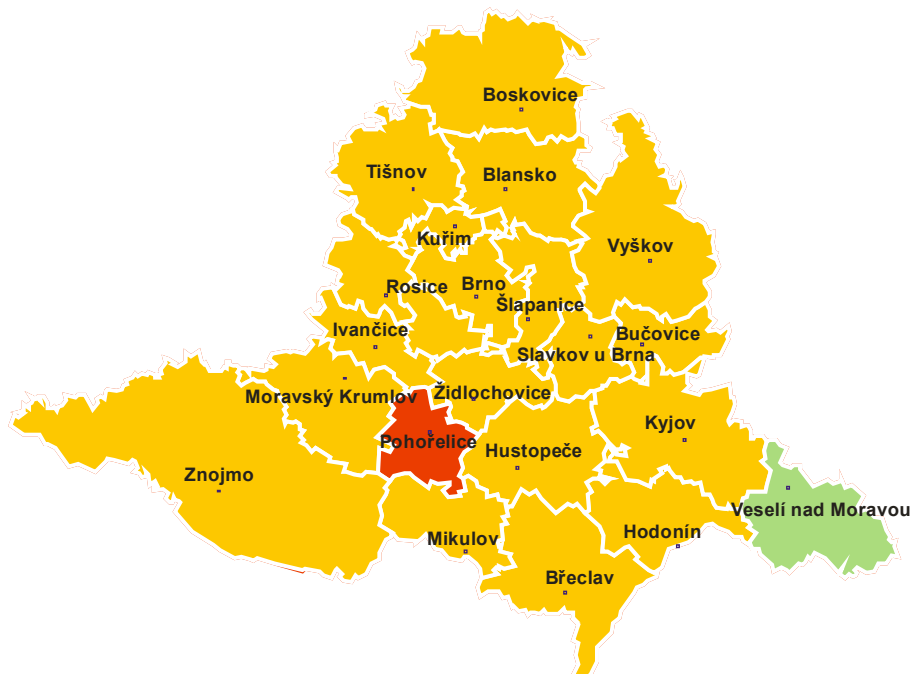 Boskovice
Tišnov
Blansko
Kuřim
Vyškov
Rosice
Brno
Šlapanice
Ivančice
Bučovice
Slavkov u Brna
Moravský Krumlov
Židlochovice
Pohořelice
Kyjov
Hustopeče
Znojmo
Veselí nad Moravou
Mikulov
Hodonín
Břeclav